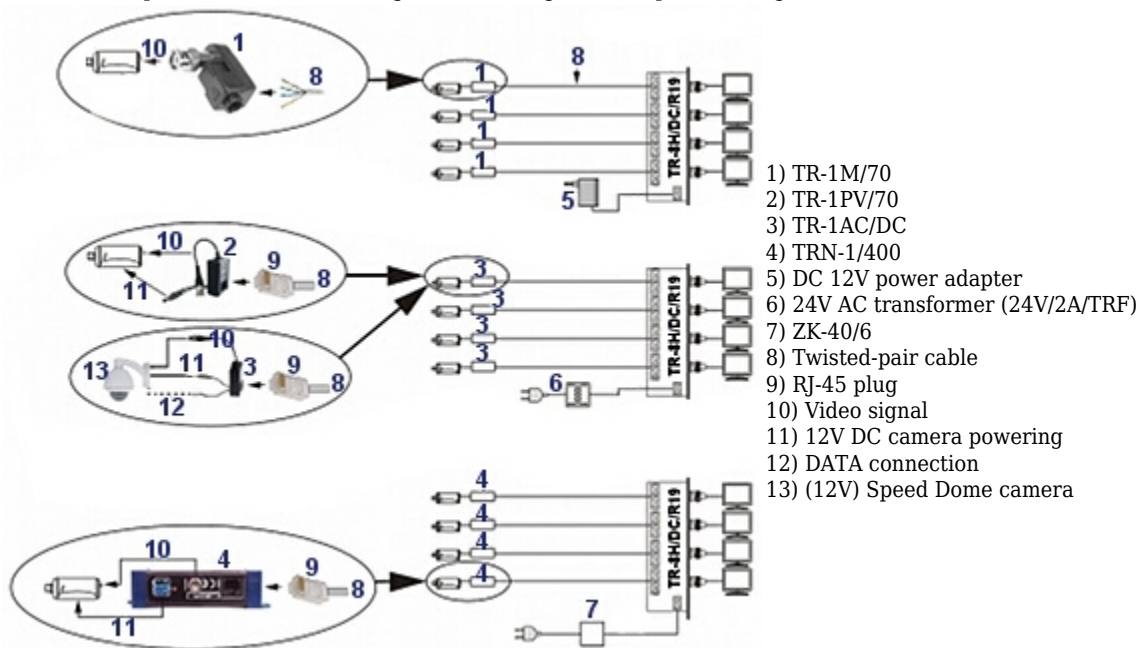 10
1
8
1
8
1
1
1
5
TR-8H/DC/R19
10
2
9
8
11
3
3
3
3
6
TR-8H/DC/R19
10
13
11
3
9
8
12
4
4
4
4
7
TR-8H/DC/R19
10
4
9
8
11
1) TR-1M/70
2) TR-1PV/70
3) TR-1AC/DC
4) TRN-1/400
5) DC 12V power adapter
6) 24V AC transformer (24V/2A/TRF)
7) ZK-40/6
8) Twisted-pair cable
9) RJ-45 plug
10) Video signal
11) 12V DC camera powering
12) DATA connection
13) (12V) Speed Dome camera